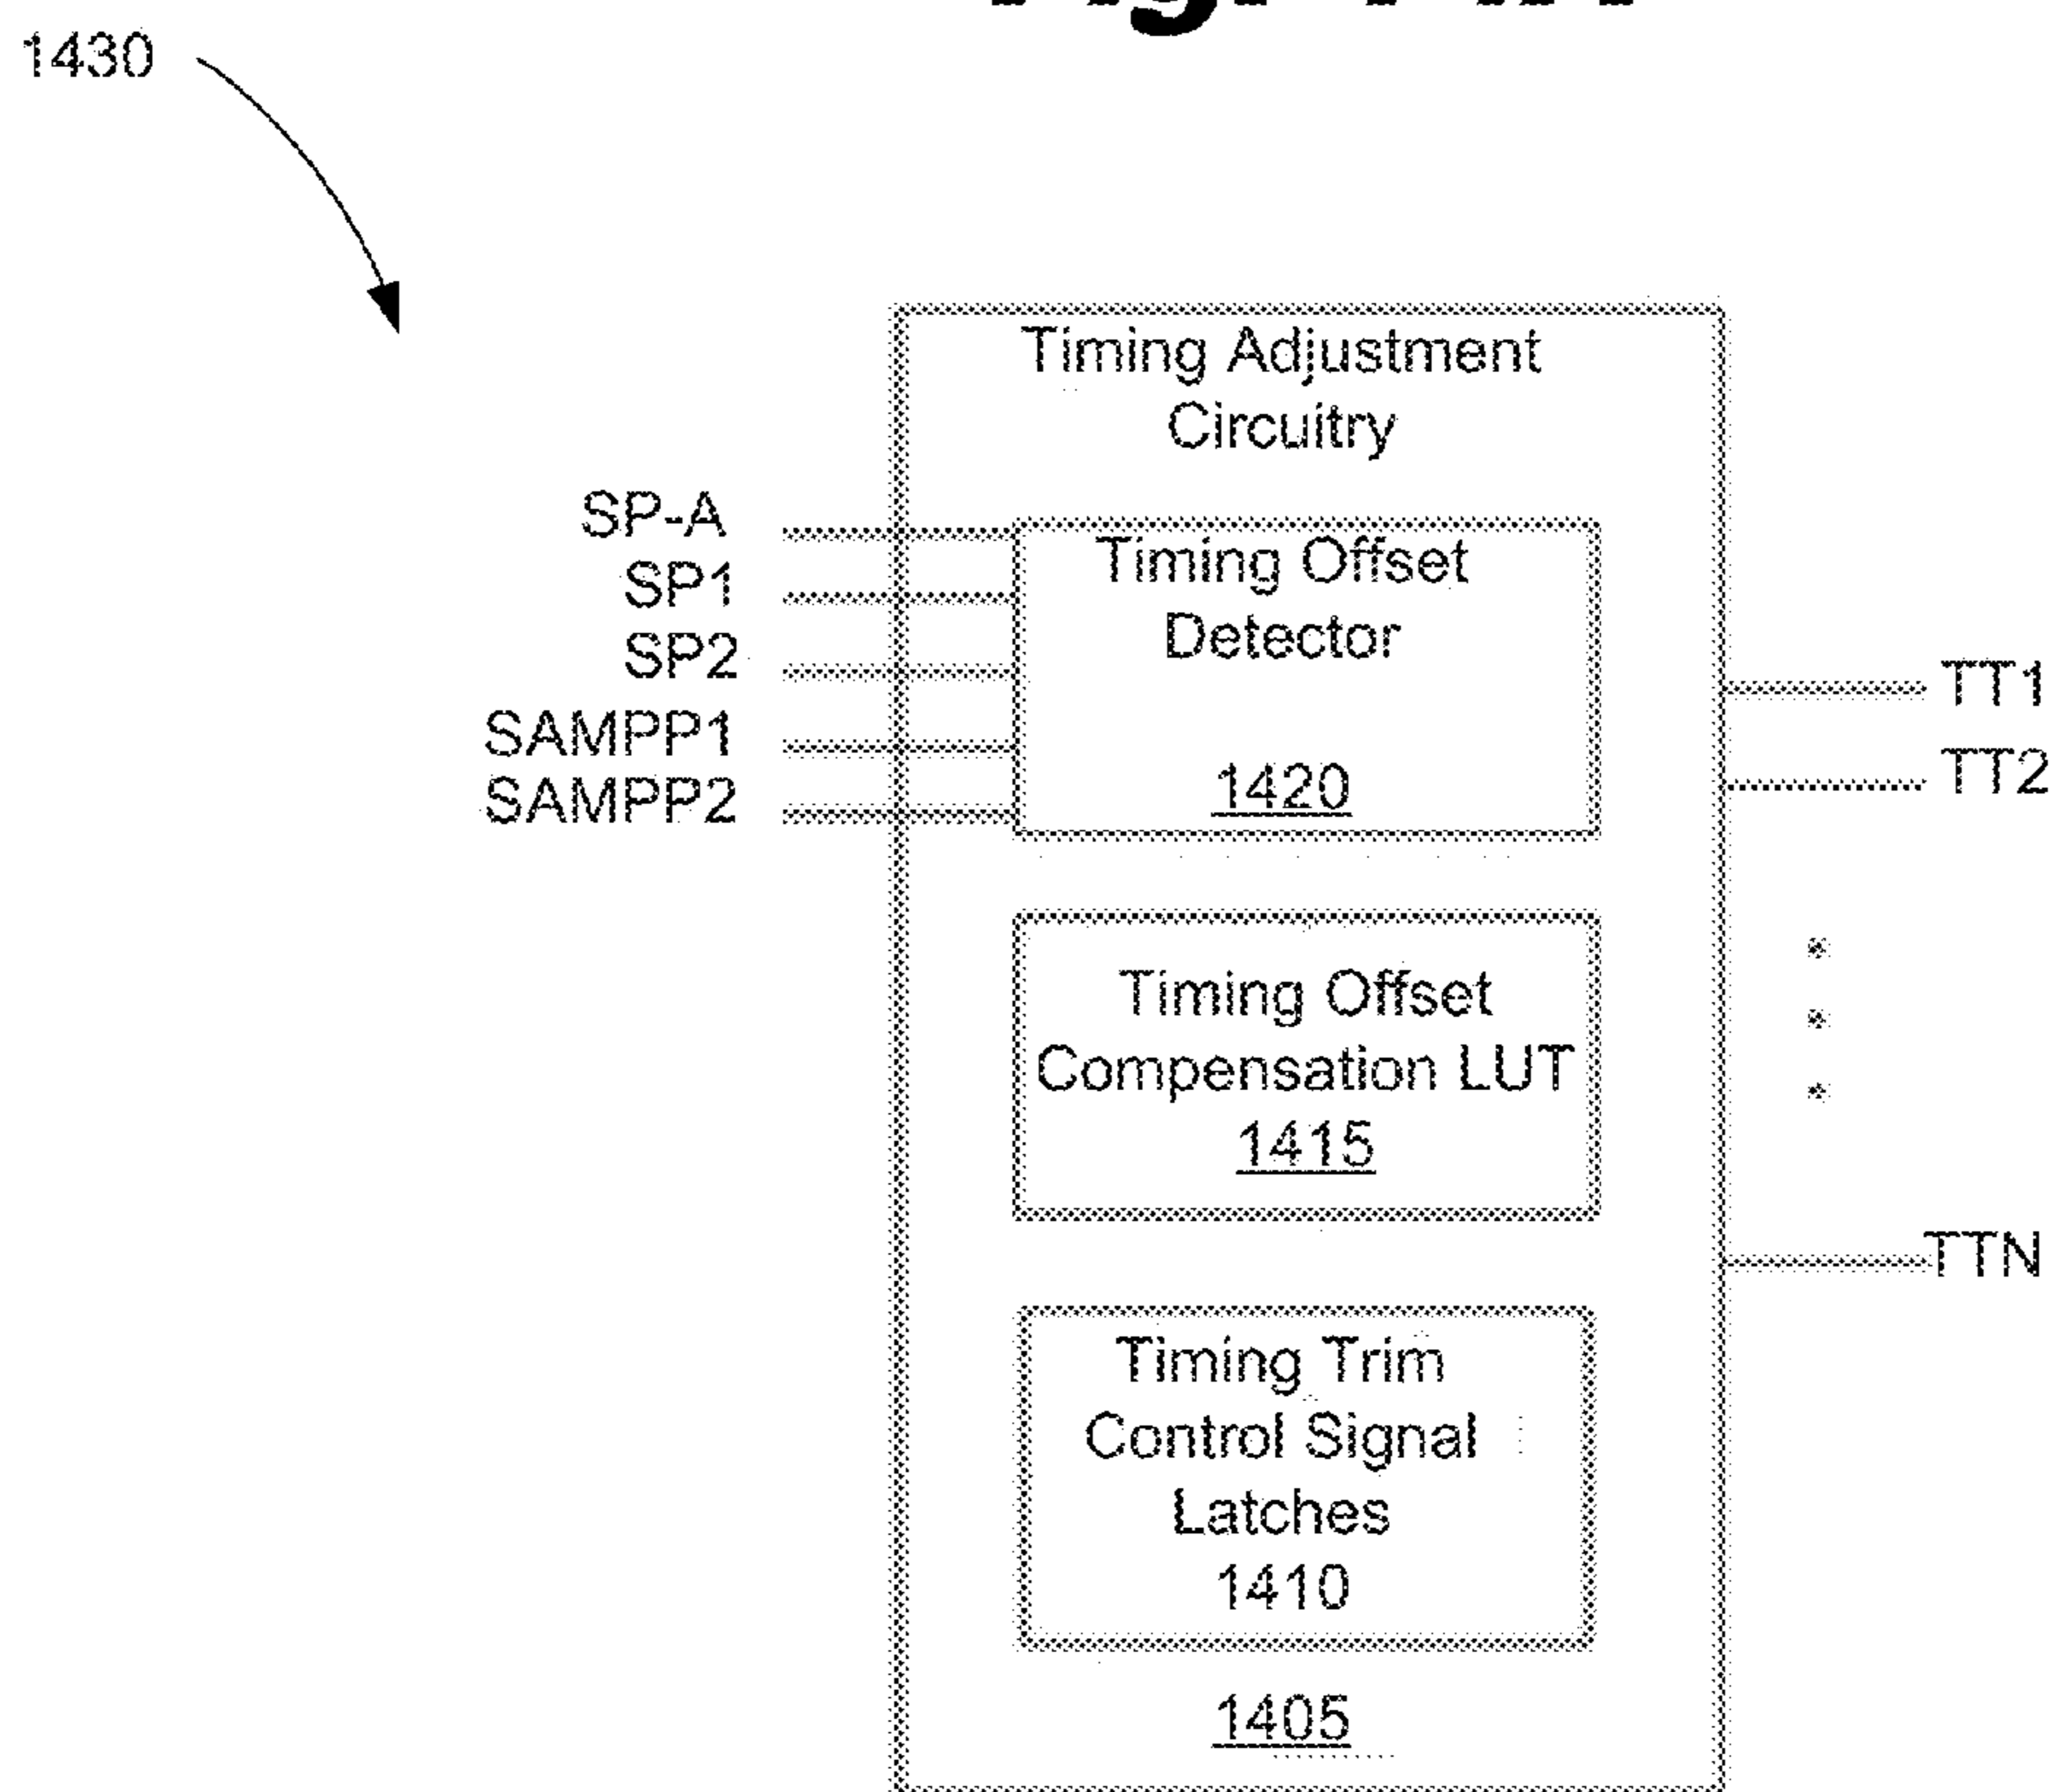 1430
Timing Adjustment
Circuitry
SP-A
SP1
SP2
SAMPP1
SAMPP2
Timing Offset
Detector
1420
TT1
TT2
Timing Offset
Compensation LUT
1415
TTN
Timing Trim
Control Signal
Latches
1410
1405